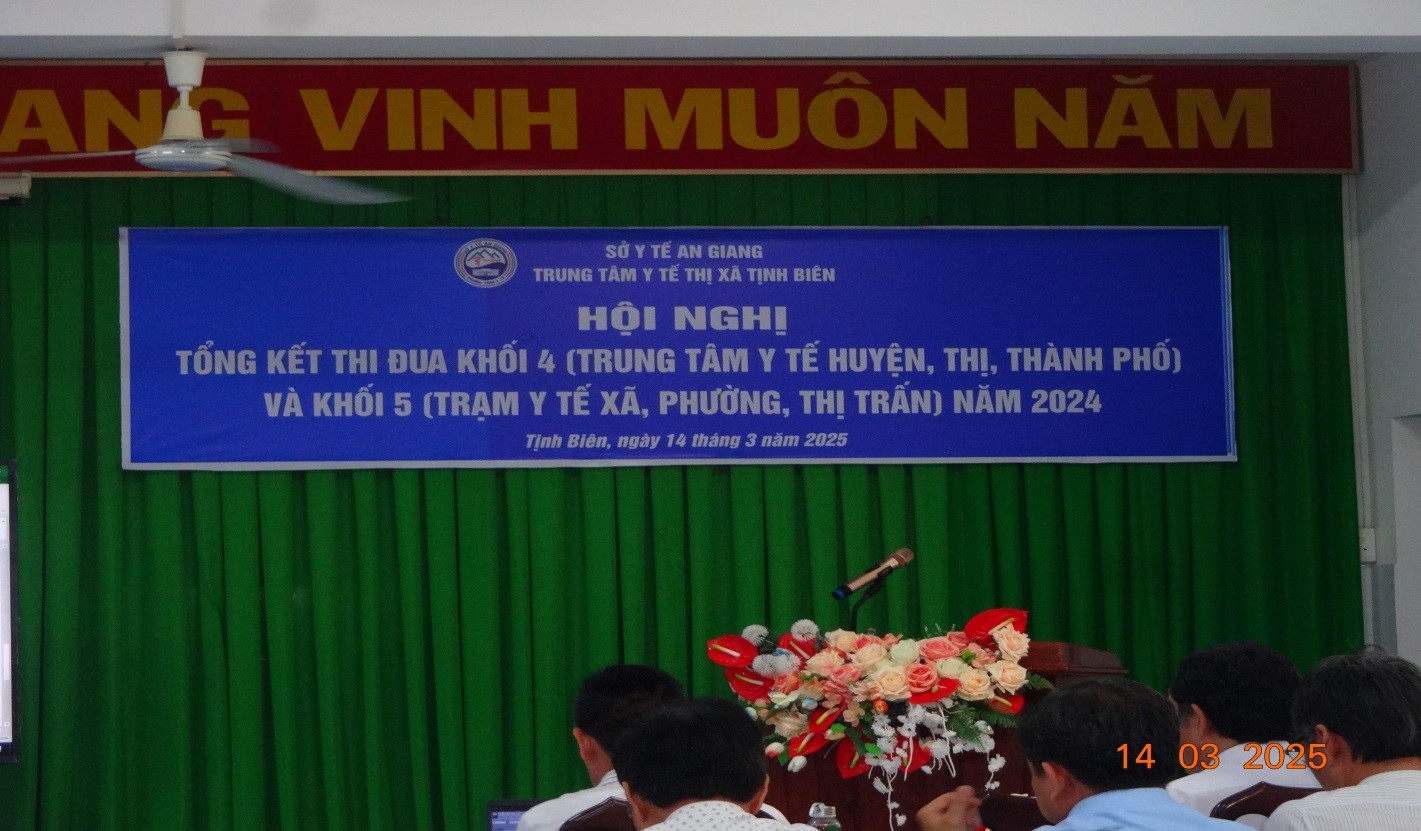 ANG VINH MUÔN NĂM
SỞ Y TẾ AN GIANG
TRUNG TÂM Y TẾ THỊ XÃ TỊNH BIÊN
HỘI NGHỊ
TỔNG KẾT THI ĐUA KHỐI 4 (TRUNG TÂM Y TẾ HUYỆN, THỊ, THÀNH PHỐ)
VÀ KHỐI 5 (TRẠM Y TẾ XÃ, PHƯỜNG, THỊ TRẤN) NĂM 2024
Tịnh Biên, ngày 14 tháng 3 năm 2025
14 03 2025